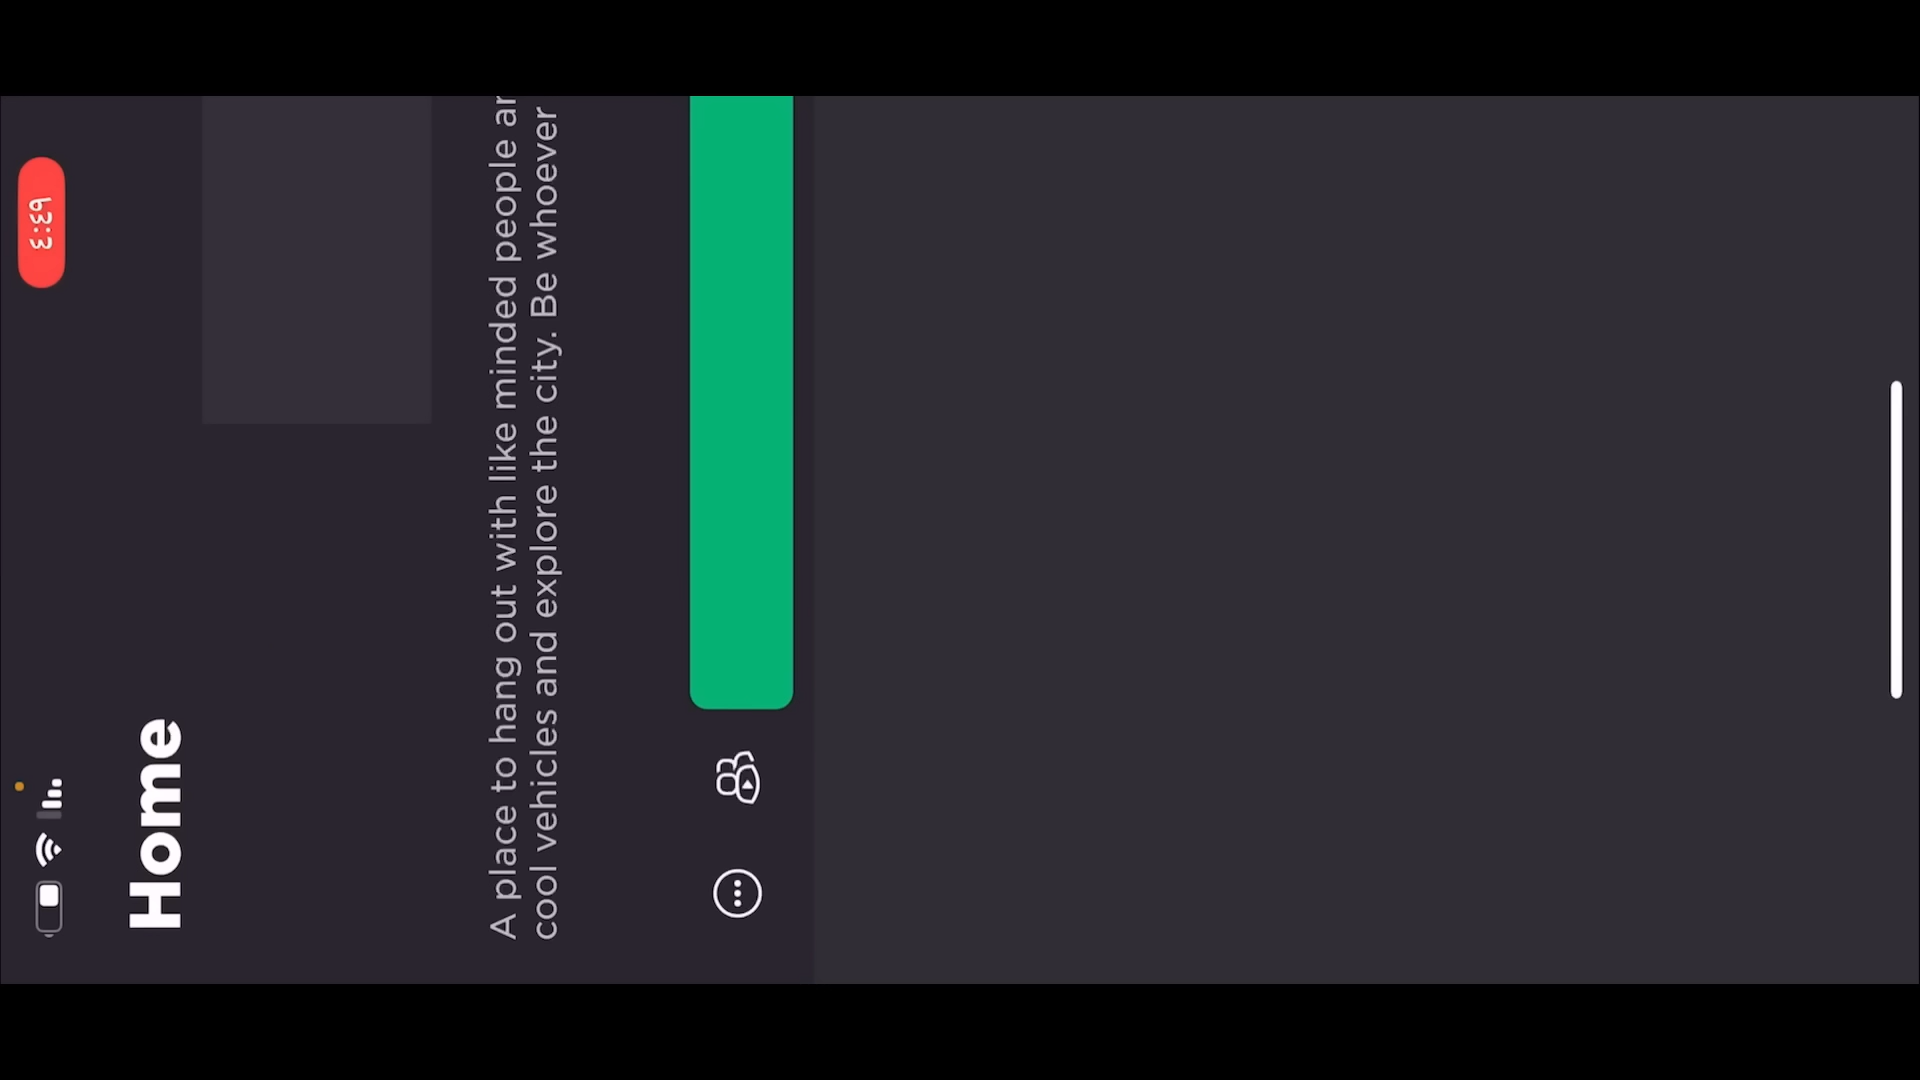 3:39
Home
A place to hang out with like minded people
cool vehicles and explore the city. Be whoever